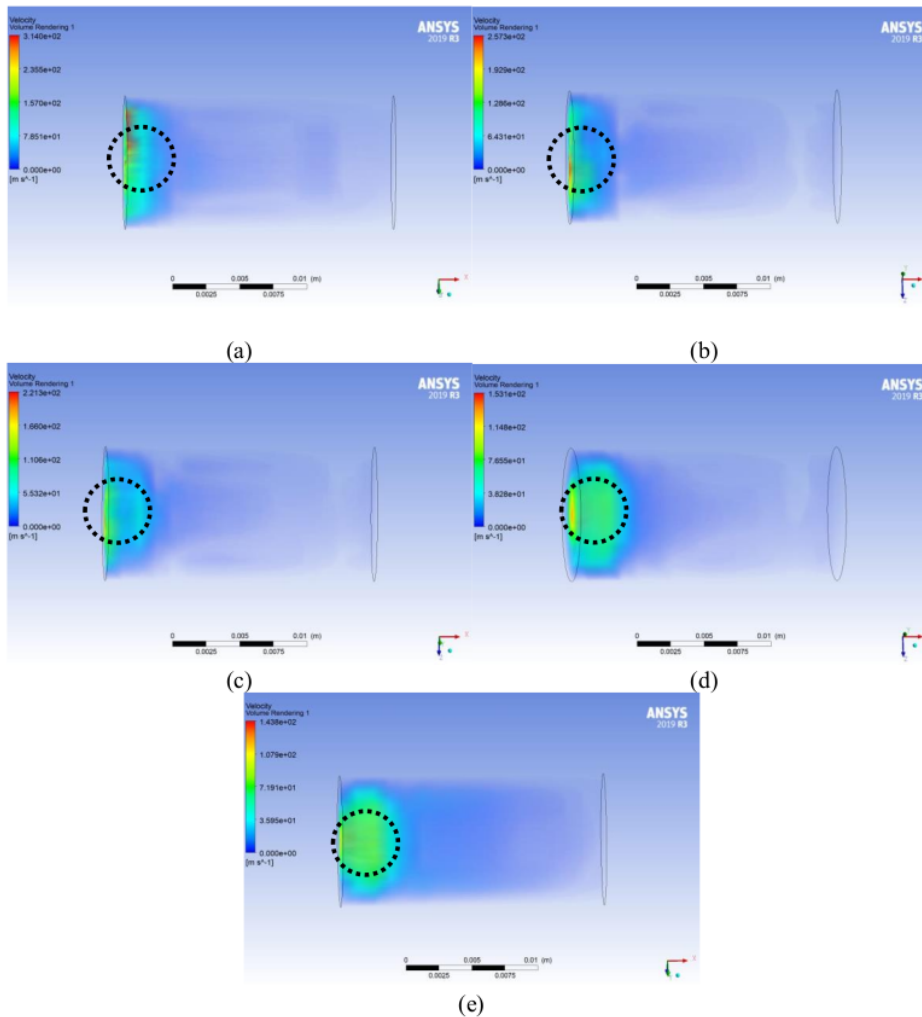 Velocity
Volume Rendering 1
3.140e+02
2.355e+02
1.570e+02
7.851e+01
0.000e+00
[m s^-1]
ANSYS
2019 R3
0 0.005 0.01 (m)
0.0025 0.0075
X
(a)
Velocity
Volume Rendering 1
2.573e+02
1.929e+02
1.286e+02
6.431e+01
0.000e+00
[m s^-1]
ANSYS
2019 R3
0 0.005 0.01 (m)
0.0025 0.0075
(b)
Velocity
Volume Rendering 1
2.213e+02
1.660e+02
1.106e+02
5.532e+01
0.000e+00
[m s^-1]
ANSYS
2019 R3
0 0.005 0.01 (m)
0.0025 0.0075
(c)
Velocity
Volume Rendering 1
1.531e+02
1.148e+02
7.655e+01
3.828e+01
0.000e+00
[m s^-1]
ANSYS
2019 R3
0 0.005 0.01 (m)
0.0025 0.0075
(d)
Velocity
Volume Rendering 1
1.438e+02
1.079e+02
7.191e+01
3.595e+01
0.000e+00
[m s^-1]
ANSYS
2019 R3
0 0.005 0.01 (m)
0.0025 0.0075
(e)